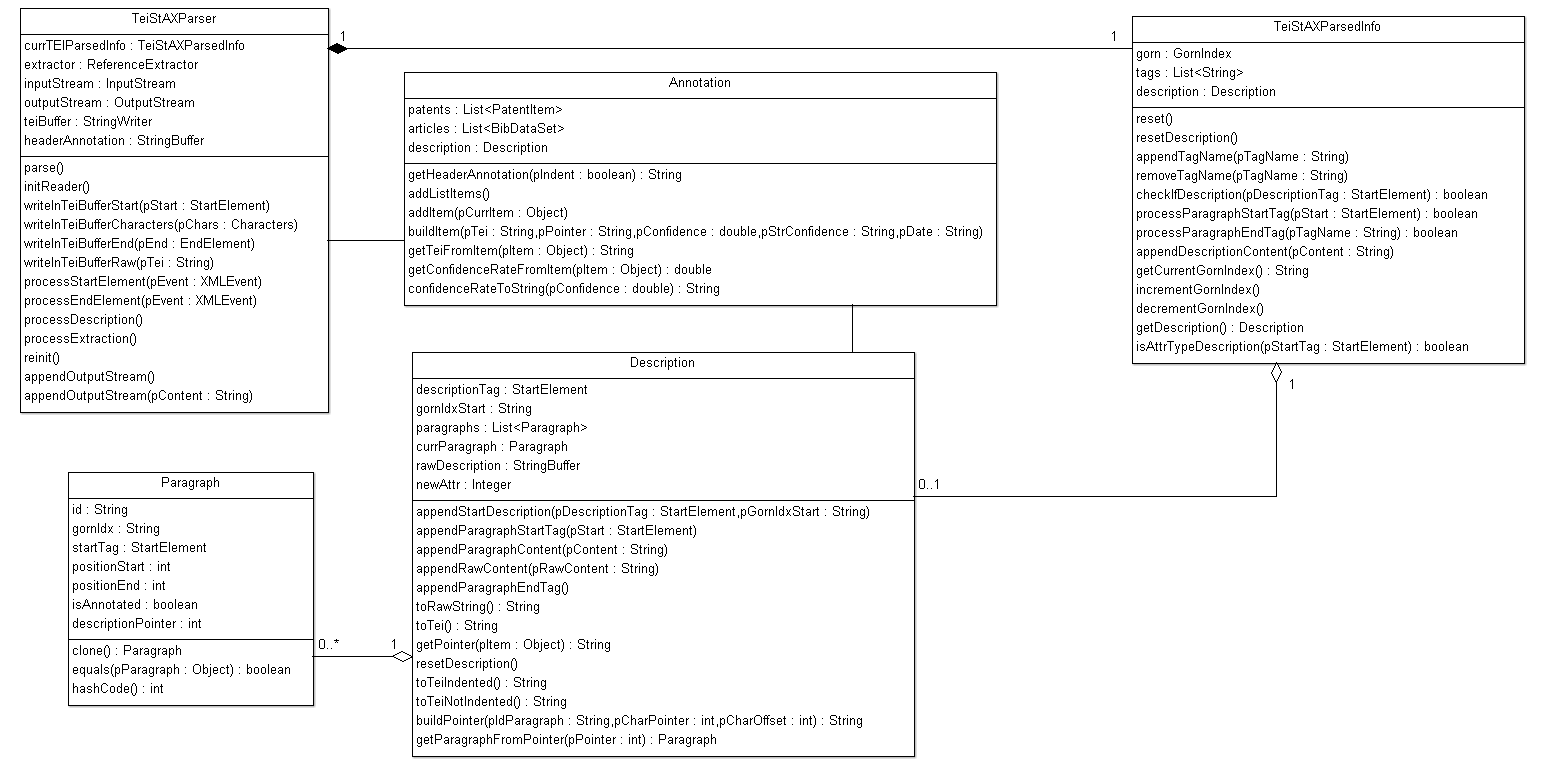 TeiStAXParser
currTEIParsedInfo : TeiStAXParsedInfo
extractor : ReferenceExtractor
inputStream : InputStream
outputStream : OutputStream
teiBuffer : StringWriter
headerAnnotation : StringBuffer
parse()
initReader()
writeInTeiBufferStart(pStart : StartElement)
writeInTeiBufferCharacters(pChars : Characters)
writeInTeiBufferEnd(pEnd : EndElement)
writeInTeiBufferRaw(pTei : String)
processStartElement(pEvent : XMLEvent)
processEndElement(pEvent : XMLEvent)
processDescription()
processExtraction()
reinit()
appendOutputStream()
appendOutputStream(pContent : String)
1
1
Annotation
patents : List<PatentItem>
articles : List<BibDataSet>
description : Description
getHeaderAnnotation(pIndent : boolean) : String
addListItems()
addItem(pCurrItem : Object)
buildItem(pTei : String,pPointer : String,pConfidence : double,pStrConfidence : String,pDate : String)
getTeiFromItem(pItem : Object) : String
getConfidenceRateFromItem(pItem : Object) : double
confidenceRateToString(pConfidence : double) : String
TeiStAXParsedInfo
gorn : GornIndex
tags : List<String>
description : Description
reset()
resetDescription()
appendTagName(pTagName : String)
removeTagName(pTagName : String)
checkIfDescription(pDescriptionTag : StartElement) : boolean
processParagraphStartTag(pStart : StartElement) : boolean
processParagraphEndTag(pTagName : String) : boolean
appendDescriptionContent(pContent : String)
getCurrentGornIndex() : String
incrementGornIndex()
decrementGornIndex()
getDescription() : Description
isAttrTypeDescription(pStartTag : StartElement) : boolean
1
0..1
Description
descriptionTag : StartElement
gornIdxStart : String
paragraphs : List<Paragraph>
currParagraph : Paragraph
rawDescription : StringBuffer
newAttr : Integer
appendStartDescription(pDescriptionTag : StartElement,pGornIdxStart : String)
appendParagraphStartTag(pStart : StartElement)
appendParagraphContent(pContent : String)
appendRawContent(pRawContent : String)
appendParagraphEndTag()
toRawString() : String
toTei() : String
getPointer(pItem : Object) : String
resetDescription()
toTeiIndented() : String
toTeiNotIndented() : String
buildPointer(pIdParagraph : String,pCharPointer : int,pCharOffset : int) : String
getParagraphFromPointer(pPointer : int) : Paragraph
0..*
1
Paragraph
id : String
gornIdx : String
startTag : StartElement
positionStart : int
positionEnd : int
isAnnotated : boolean
descriptionPointer : int
clone() : Paragraph
equals(pParagraph : Object) : boolean
hashCode() : int